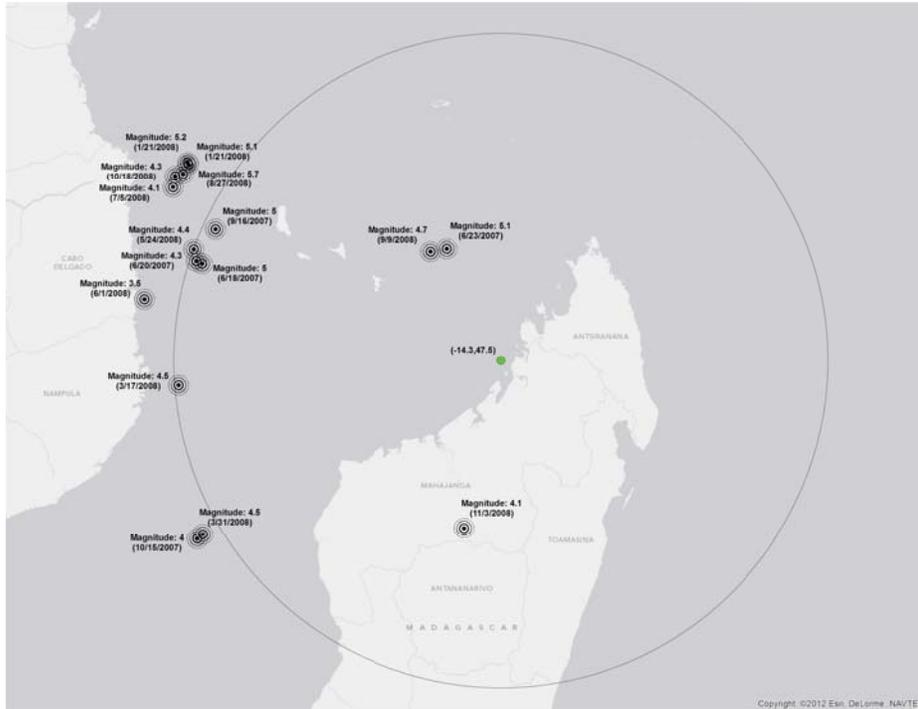 Magnitude: 5.2
(1/21/2008)
Magnitude: 5.1
(1/21/2008)
Magnitude: 4.3
(10/18/2008)
Magnitude: 5.7
(8/27/2008)
Magnitude: 4.1
(7/5/2008)
Magnitude: 5
(9/16/2007)
Magnitude: 4.4
(5/24/2008)
Magnitude: 4.7
(9/9/2008)
Magnitude: 5.1
(6/23/2007)
Magnitude: 4.3
(6/20/2007)
Magnitude: 5
(6/18/2007)
CABO
DELGADO
Magnitude: 3.5
(6/1/2008)
ANTSIRANANA
(-14.3,47.5)
Magnitude: 4.5
(3/17/2008)
NAMPULA
MAHAJANGA
Magnitude: 4.1
(11/3/2008)
Magnitude: 4.5
(3/31/2008)
Magnitude: 4
(10/15/2007)
TOAMASINA
ANTANANARIVO
MADAGASCAR
Copyright: ©2012 Esri, DeLorme, NAVTE